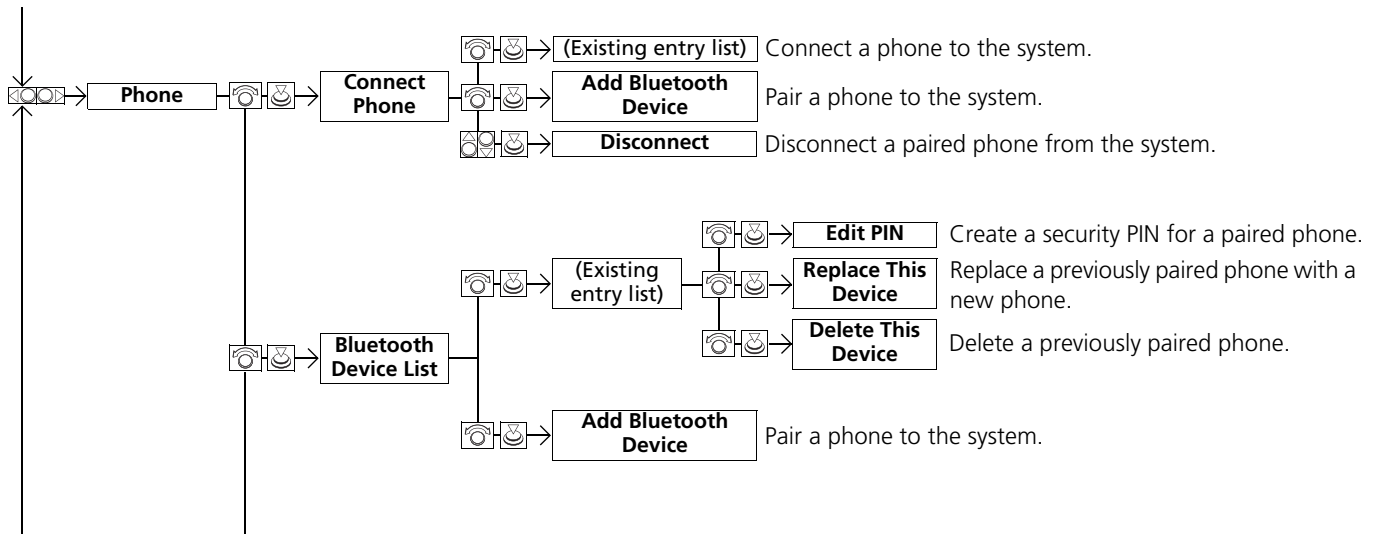 (Existing entry list) Connect a phone to the system.
Phone
Connect
Phone
Add Bluetooth
Device
Pair a phone to the system.
Disconnect
Disconnect a paired phone from the system.
Edit PIN
Create a security PIN for a paired phone.
(Existing
entry list)
Replace This
Device
Replace a previously paired phone with a
new phone.
Delete This
Device
Delete a previously paired phone.
Bluetooth
Device List
Add Bluetooth
Device
Pair a phone to the system.